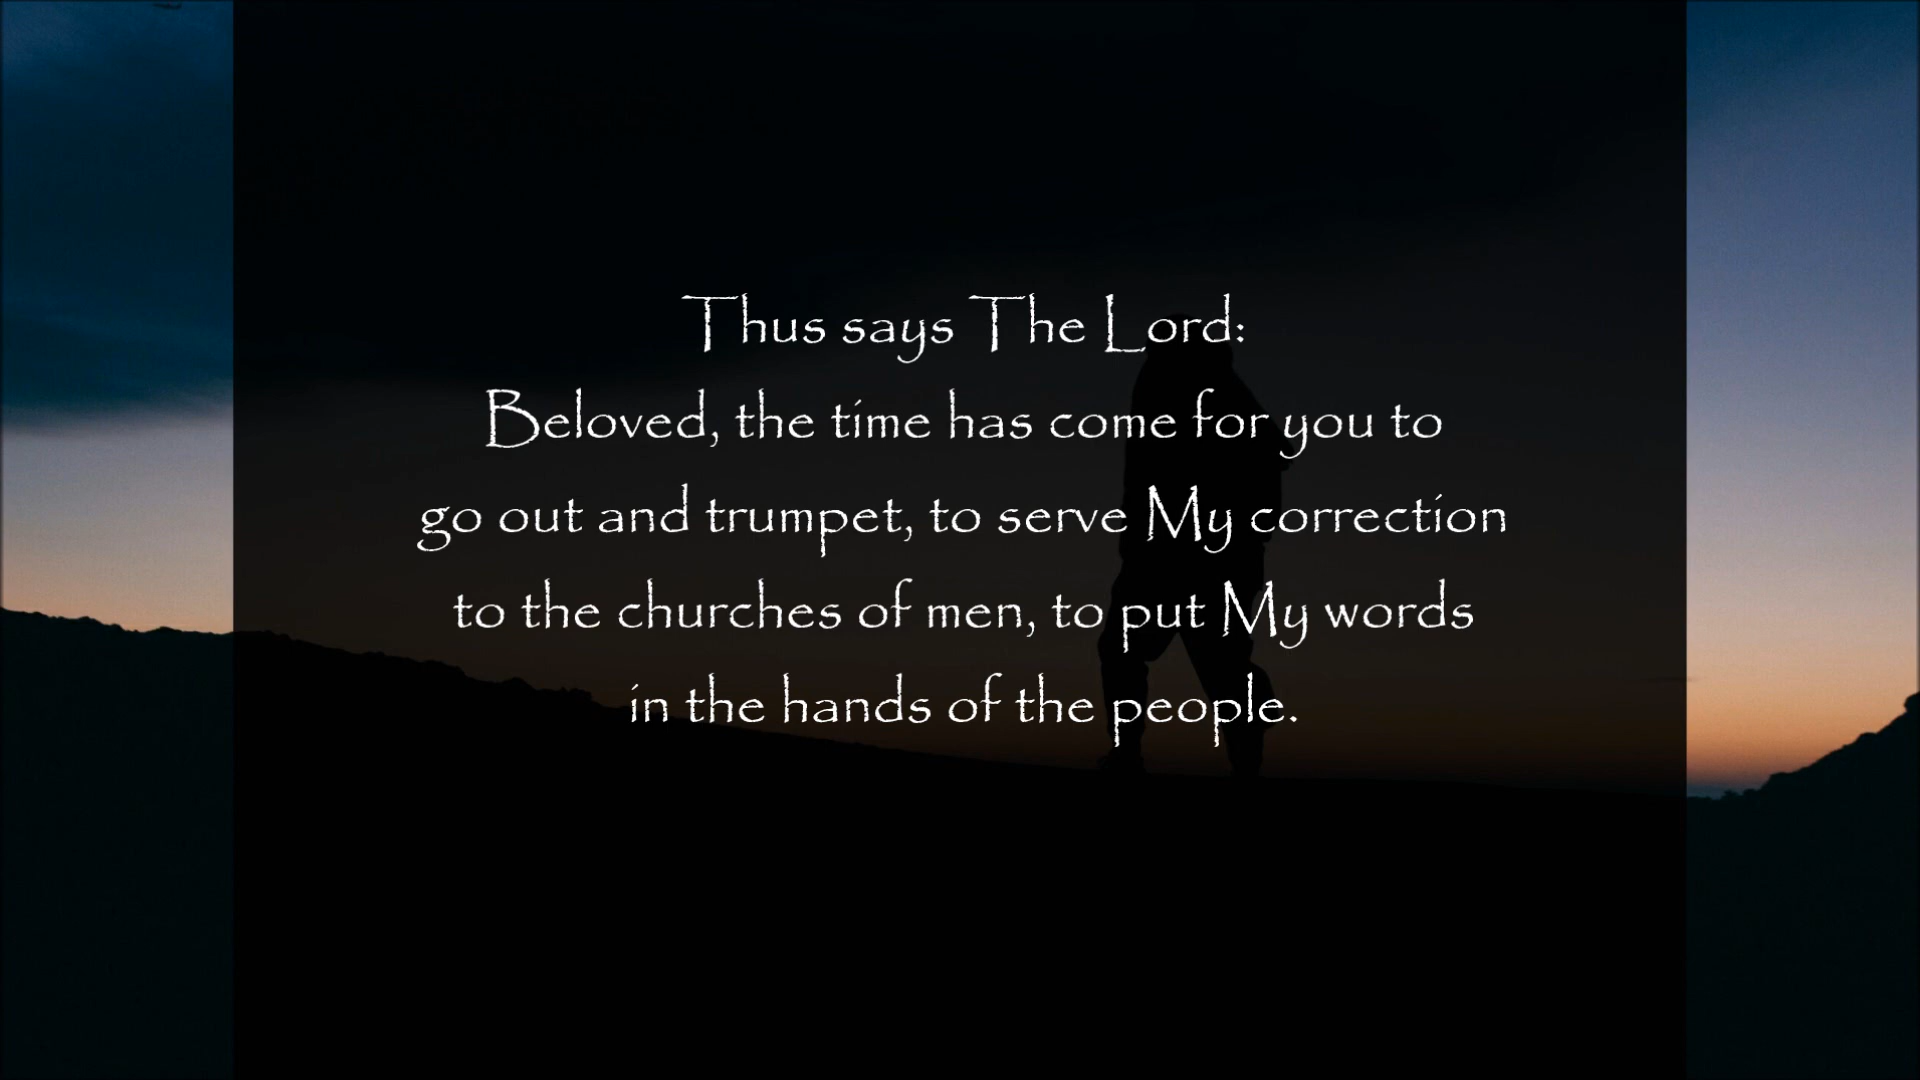 Thus says The Lord:
Beloved, the time has come for you to
go out and trumpet, to serve My correction
to the churches of men, to put My words
in the hands of the people.